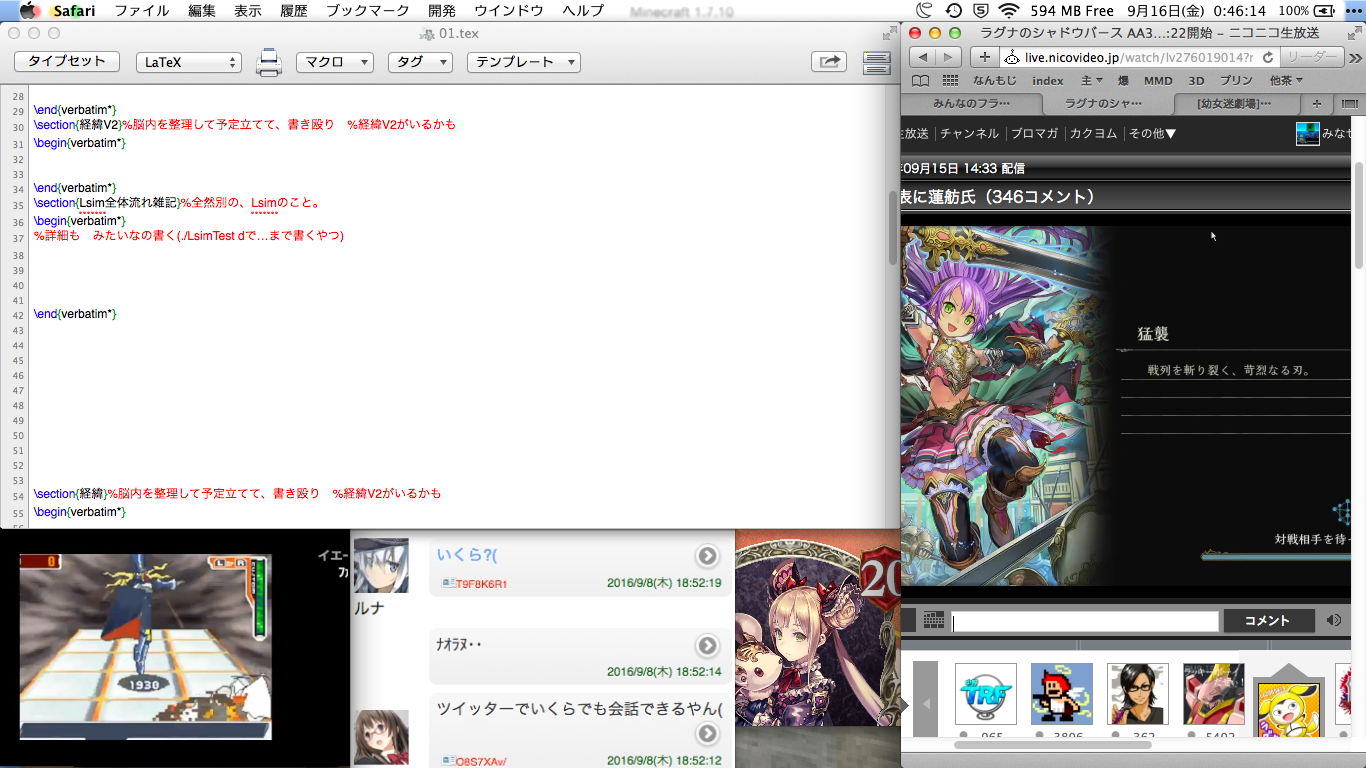 Safari ファイル 編集 表示 履歴 ブックマーク 開発 ウインドウ ヘルプ Minecraft 1.7.10 594 MB Free 9月16日(金) 0:46:14 100%
01.tex
タイプセット LaTeX マクロ タグ テンプレート
28
29 \end{verbatim*}
30 \section{経緯V2}%脳内を整理して予定立てて、書き殴り %経緯V2がいるかも
31 \begin{verbatim*}
32
33
34 \end{verbatim*}
35 \section{Lsim全体流れ雑記}%全然別の、Lsimのこと。
36 \begin{verbatim*}
37 %詳細も みたいなの書く(./LsimTest dで…まで書くやつ)
38
39
40
41
42 \end{verbatim*}
43
44
45
46
47
48
49
50
51
52
53
54 \section{経緯}%脳内を整理して予定立てて、書き殴り %経緯V2がいるかも
55 \begin{verbatim*}
ラグナのシャドウバース AA3...:22開始 – ニコニコ生放送
live.nicovideo.jp/watch/lv276019014?r リーダー
なんもじ index 主 爆 MMD 3D プリン 他茶
みんなのフラ… ラグナのシャ… [幼女迷劇場]…
生放送 チャンネル ブロマガ カクヨム その他▼ みなせ
年09月15日 14:33 配信
表に蓮舫氏（346コメント）
猛襲
戦列を斬り裂く、苛烈なる刃。
対戦相手を待っ
コメント
TRF
965 3896 362 5492
0
1930
イエー
ルナ
いくら?(
T9F8K6R1 2016/9/8(木) 18:52:19
ﾅｵﾗﾇ･･
2016/9/8(木) 18:52:14
ツイッターでいくらでも会話できるやん(
O8S7XAv/ 2016/9/8(木) 18:52:12
20